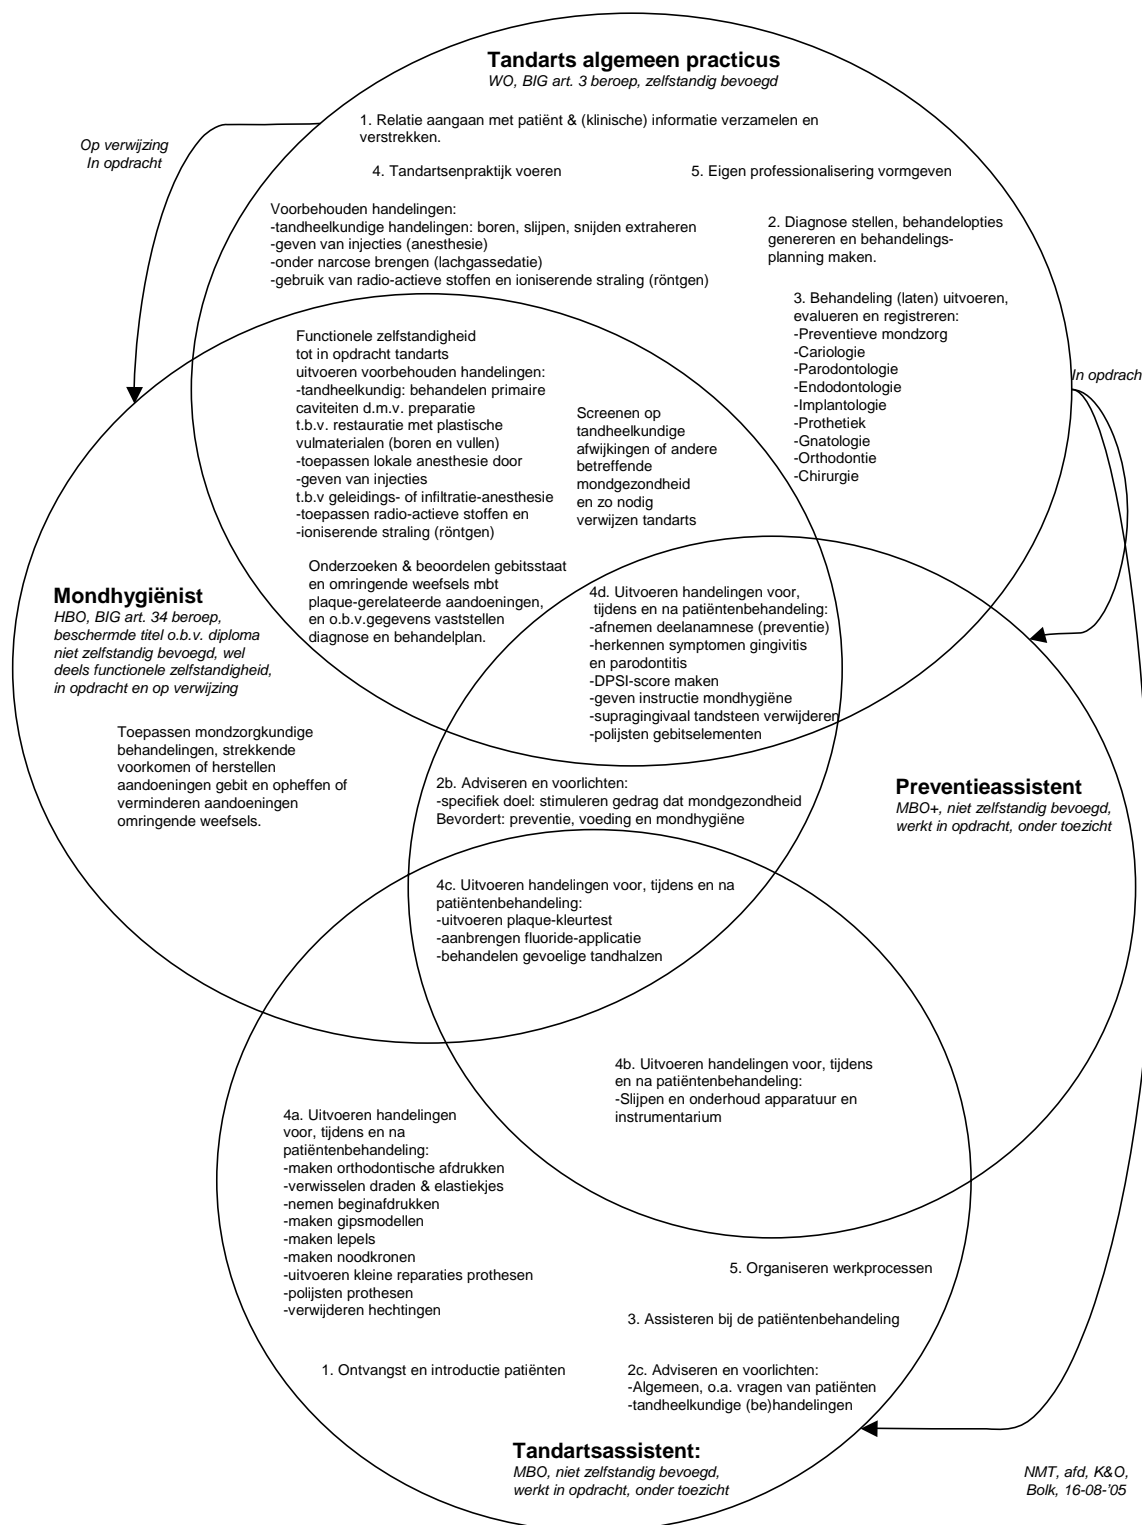 Tandarts algemeen practicus
WO, BIG art. 3 beroep, zelfstandig bevoegd
1. Relatie aangaan met patiënt & (klinische) informatie verzamelen en
verstrekken.
Op verwijzing
In opdracht
4. Tandartsenpraktijk voeren
5. Eigen professionalisering vormgeven
Voorbehouden handelingen:
-tandheelkundige handelingen: boren, slijpen, snijden extraheren
-geven van injecties (anesthesie)
-onder narcose brengen (lachgassedatie)
-gebruik van radio-actieve stoffen en ioniserende straling (röntgen)
2. Diagnose stellen, behandelopties
genereren en behandelings-
planning maken.
3. Behandeling (laten) uitvoeren,
evalueren en registreren:
-Preventieve mondzorg
-Cariologie
-Parodontologie
-Endodontologie
-Implantologie
-Prothetiek
-Gnatologie
-Orthodontie
-Chirurgie
In opdrach
Functionele zelfstandigheid
tot in opdracht tandarts
uitvoeren voorbehouden handelingen:
-tandheelkundig: behandelen primaire
caviteiten d.m.v. preparatie
t.b.v. restauratie met plastische
vulmaterialen (boren en vullen)
-toepassen lokale anesthesie door
-geven van injecties
t.b.v geleidings- of infiltratie-anesthesie
-toepassen radio-actieve stoffen en
-ioniserende straling (röntgen)
Screenen op
tandheelkundige
afwijkingen of andere
betreffende
mondgezondheid
en zo nodig
verwijzen tandarts
Onderzoeken & beoordelen gebitsstaat
en omringende weefsels mbt
plaque-gerelateerde aandoeningen,
en o.b.v.gegevens vaststellen
diagnose en behandelplan.
Mondhygiënist
HBO, BIG art. 34 beroep,
beschermde titel o.b.v. diploma
niet zelfstandig bevoegd, wel
deels functionele zelfstandigheid,
in opdracht en op verwijzing
4d. Uitvoeren handelingen voor,
tijdens en na patiëntenbehandeling:
-afnemen deelanamnese (preventie)
-herkennen symptomen gingivitis
en parodontitis
-DPSI-score maken
-geven instructie mondhygiëne
-supragingivaal tandsteen verwijderen
-polijsten gebitselementen
Toepassen mondzorgkundige
behandelingen, strekkende
voorkomen of herstellen
aandoeningen gebit en opheffen of
verminderen aandoeningen
omringende weefsels.
2b. Adviseren en voorlichten:
-specifiek doel: stimuleren gedrag dat mondgezondheid
Bevordert: preventie, voeding en mondhygiëne
Preventieassistent
MBO+, niet zelfstandig bevoegd,
werkt in opdracht, onder toezicht
4c. Uitvoeren handelingen voor, tijdens en na
patiëntenbehandeling:
-uitvoeren plaque-kleurtest
-aanbrengen fluoride-applicatie
-behandelen gevoelige tandhalzen
4b. Uitvoeren handelingen voor, tijdens
en na patiëntenbehandeling:
-Slijpen en onderhoud apparatuur en
instrumentarium
4a. Uitvoeren handelingen
voor, tijdens en na
patiëntenbehandeling:
-maken orthodontische afdrukken
-verwisselen draden & elastiekjes
-nemen beginafdrukken
-maken gipsmodellen
-maken lepels
-maken noodkronen
-uitvoeren kleine reparaties prothesen
-polijsten prothesen
-verwijderen hechtingen
5. Organiseren werkprocessen
3. Assisteren bij de patiëntenbehandeling
1. Ontvangst en introductie patiënten
2c. Adviseren en voorlichten:
-Algemeen, o.a. vragen van patiënten
-tandheelkundige (be)handelingen
Tandartsassistent:
MBO, niet zelfstandig bevoegd,
werkt in opdracht, onder toezicht
NMT, afd, K&O,
Bolk, 16-08-'05